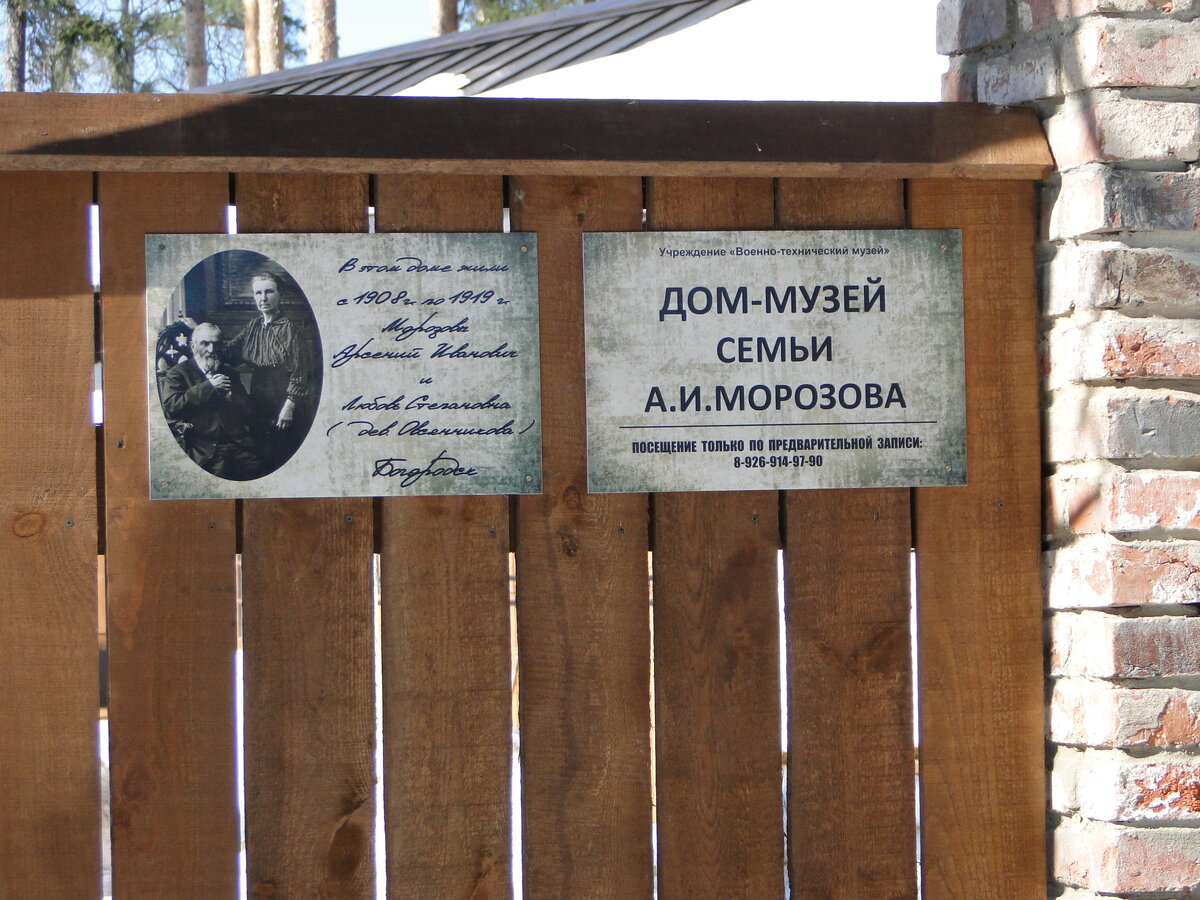 В этом доме жили
с 1908 г. по 1919 г.
Морозовы
Арсений Иванович
и
Любовь Степановна
( дев. Овсянникова )
Богородск
Учреждение «Военно-технический музей»
ДОМ-МУЗЕЙ
СЕМЬИ
А.И.МОРОЗОВА
ПОСЕЩЕНИЕ ТОЛЬКО ПО ПРЕДВАРИТЕЛЬНОЙ ЗАПИСИ:
8-926-914-97-90